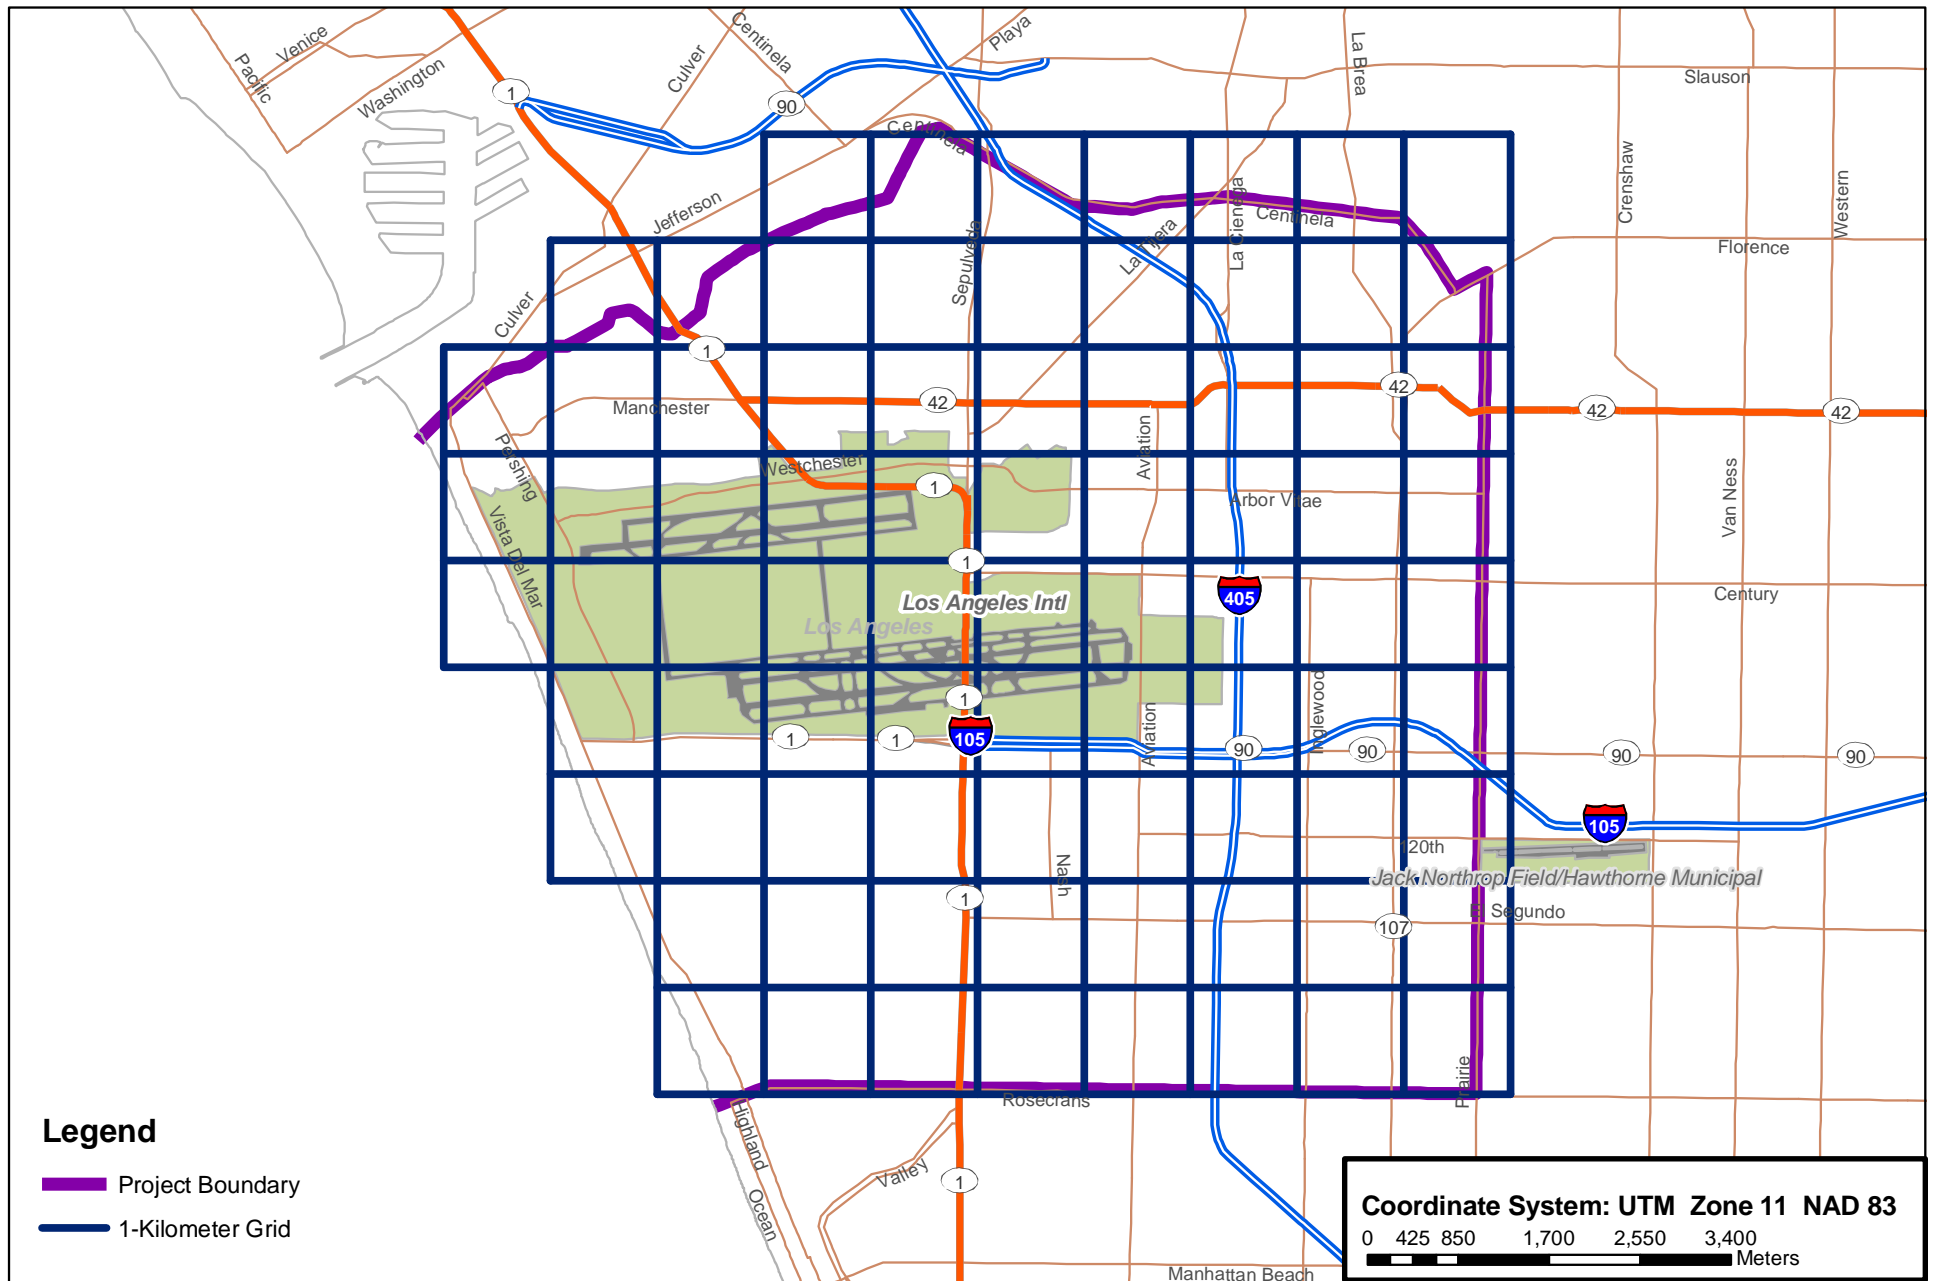 Venice
Pacific
Washington
Culver
Centinela
Playa
La Brea
Slauson
1
90
Centinela
Jefferson
Sepulveda
La Tijera
La Cienega
Centinela
Crenshaw
Western
Florence
Culver
1
Manchester
42
42
42
42
Pershing
Westchester
Aviation
1
Arbor Vitae
Van Ness
Vista Del Mar
1
Los Angeles Intl
Los Angeles
405
Century
1
Inglewood
Aviation
1
1
105
90
90
90
90
105
120th
Nash
Jack Northrop Field/Hawthorne Municipal
1
El Segundo
107
Prairie
Rosecrans
Highland
Valley
Ocean
1
Manhattan Beach
Legend
Project Boundary
1-Kilometer Grid
Coordinate System: UTM Zone 11 NAD 83
0 425 850 1,700 2,550 3,400
Meters